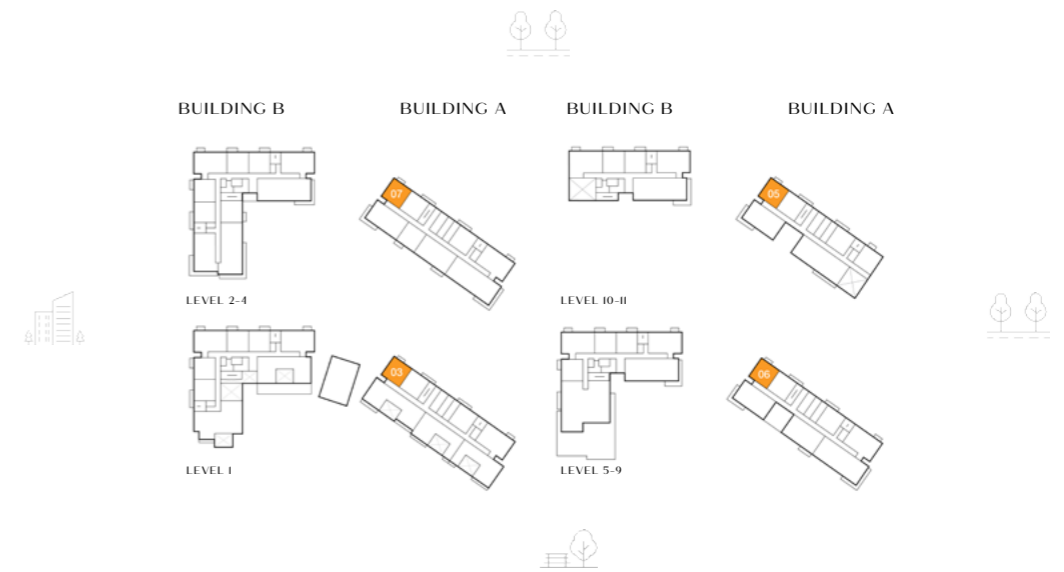 BUILDING B
BUILDING A
BUILDING B
BUILDING A
07
05
LEVEL 2-4
LEVEL 10-11
03
06
LEVEL 1
LEVEL 5-9